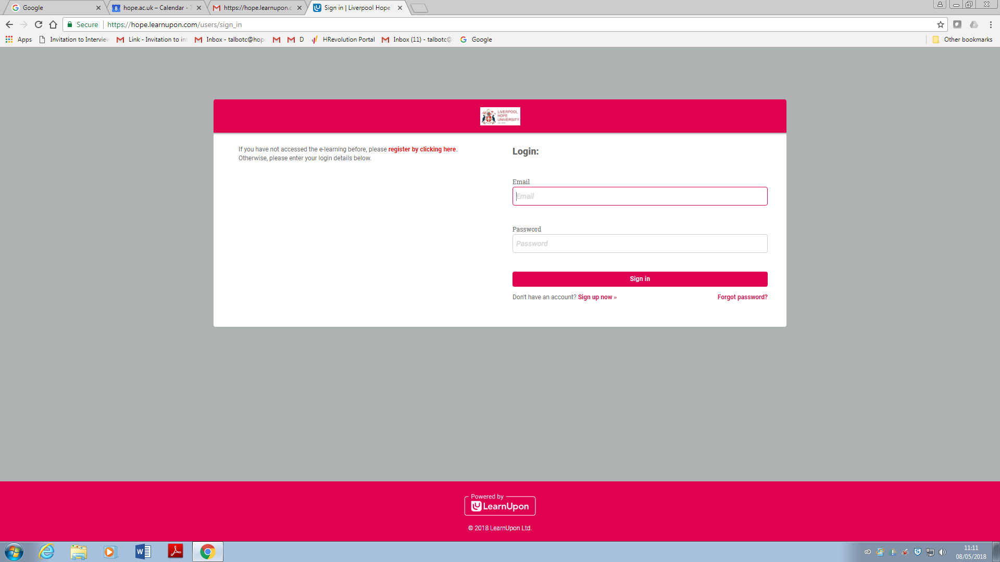 Google
hope.ac.uk – Calendar -
https://hope.learnupon.c
Sign in | Liverpool Hope
Secure
https://hope.learnupon.com/users/sign_in
Apps
Invitation to Interview
Link - Invitation to in
Inbox - talbotc@hop
D
HRevolution Portal
Inbox (11) - talbotc@
Google
Other bookmarks
LIVERPOOL
HOPE
UNIVERSITY
If you have not accessed the e-learning before, please register by clicking here.
Otherwise, please enter your login details below.
Login:
Email
Email
Password
Password
Sign in
Don't have an account? Sign up now »
Forgot password?
Powered by
LearnUpon
© 2018 LearnUpon Ltd.
11:11
08/05/2018